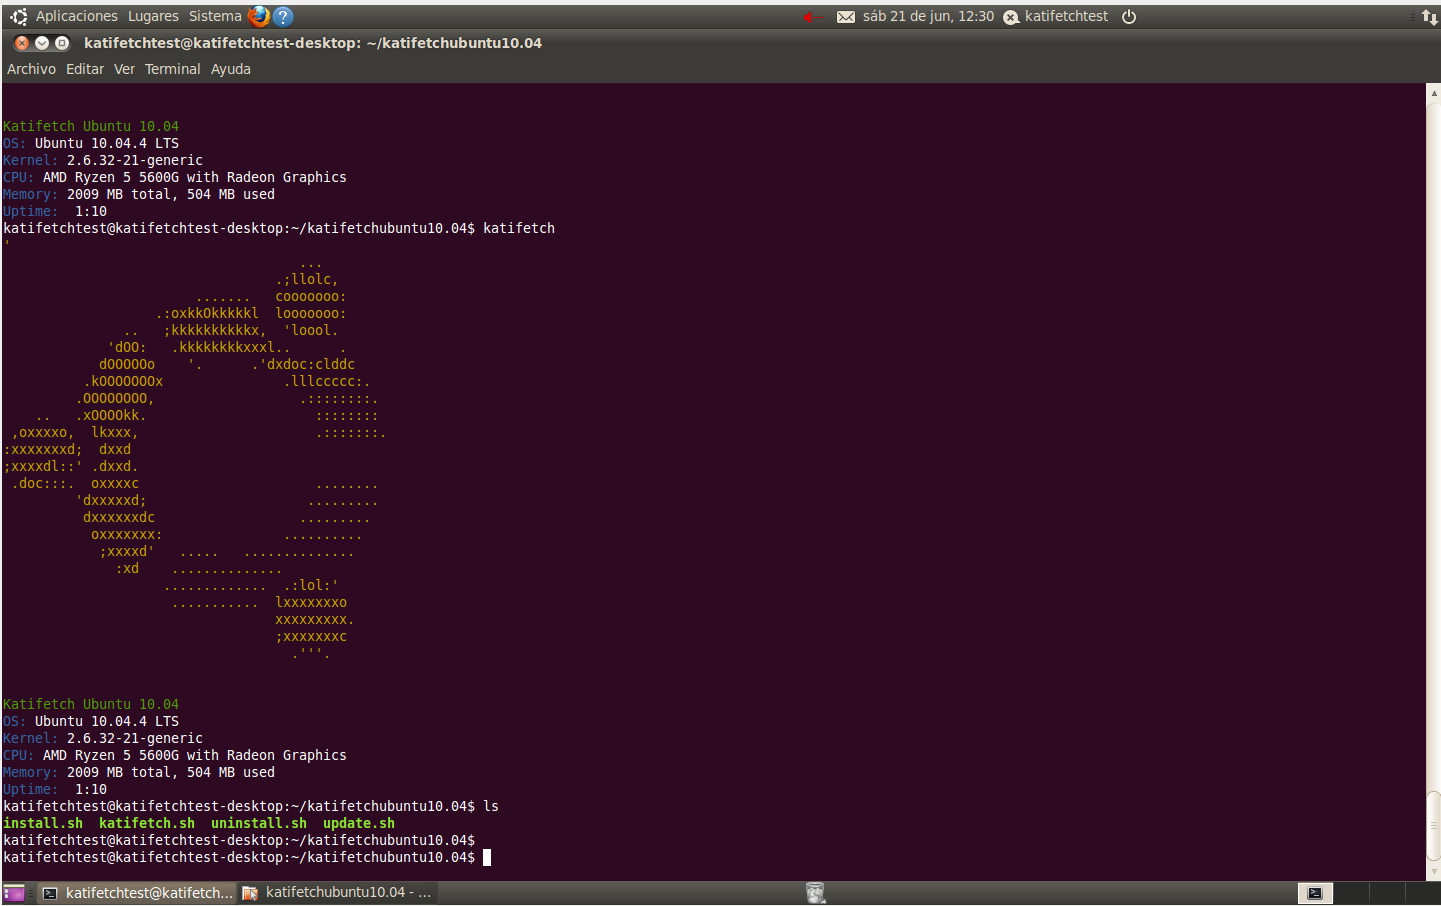 Aplicaciones Lugares Sistema ? sáb 21 de jun, 12:30 katifetchtest
katifetchtest@katifetchtest-desktop: ~/katifetchubuntu10.04
Archivo Editar Ver Terminal Ayuda
Katifetch Ubuntu 10.04
OS: Ubuntu 10.04.4 LTS
Kernel: 2.6.32-21-generic
CPU: AMD Ryzen 5 5600G with Radeon Graphics
Memory: 2009 MB total, 504 MB used
Uptime:  1:10
katifetchtest@katifetchtest-desktop:~/katifetchubuntu10.04$ katifetch
'
                                     ...
                                  .;llolc,
                        .......   cooooooo:
                   .:oxkkOkkkkkl  looooooo:
               ..   ;kkkkkkkkkkx,  'loool.
             'dOO:   .kkkkkkkkxxxl..      .
            dOOOOOo    '.      .'dxdoc:clddc
          .kOOOOOOOx               .lllccccc:.
         .OOOOOOOO,                  .::::::::.
    ..   .xOOOOkk.                     ::::::::
 ,oxxxxo,  lkxxx,                      .:::::::.
:xxxxxxxd;  dxxd
;xxxxdl::' .dxxd.
 .doc:::.  oxxxxc                      ........
         'dxxxxxd;                    .........
          dxxxxxxdc                  .........
           oxxxxxxx:               ..........
            ;xxxxd'   .....   ..............
              :xd    ..............
                    .............  .:lol:'
                     ...........  lxxxxxxxo
                                  xxxxxxxxx.
                                  ;xxxxxxxc
                                    .'''.
Katifetch Ubuntu 10.04
OS: Ubuntu 10.04.4 LTS
Kernel: 2.6.32-21-generic
CPU: AMD Ryzen 5 5600G with Radeon Graphics
Memory: 2009 MB total, 504 MB used
Uptime:  1:10
katifetchtest@katifetchtest-desktop:~/katifetchubuntu10.04$ ls
install.sh  katifetch.sh  uninstall.sh  update.sh
katifetchtest@katifetchtest-desktop:~/katifetchubuntu10.04$
katifetchtest@katifetchtest-desktop:~/katifetchubuntu10.04$
katifetchtest@katifetch... katifetchubuntu10.04 - ...